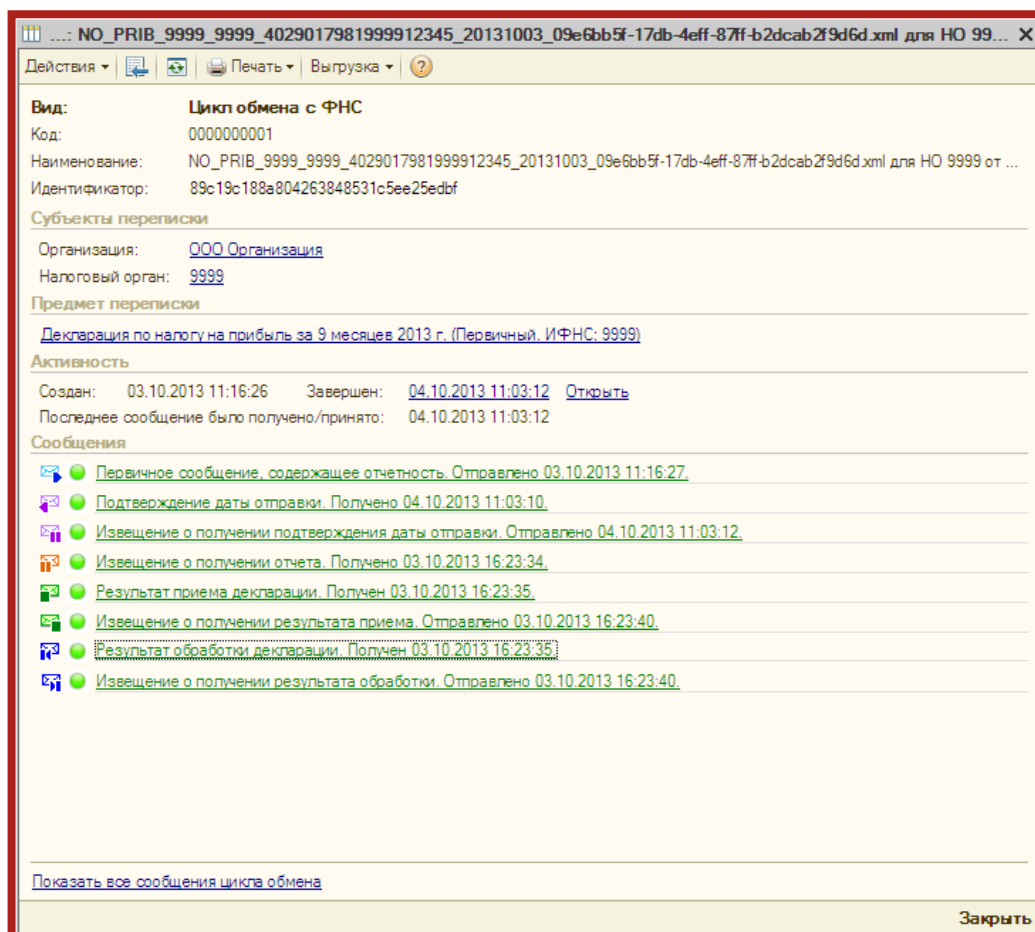 ...: NO_PRIB_9999_9999_4029017981999912345_20131003_09e6bb5f-17db-4eff-87ff-b2dcab2f9d6d.xml для НО 99...
Действия Печать Выгрузка
Вид: Цикл обмена с ФНС
Код: 0000000001
Наименование: NO_PRIB_9999_9999_4029017981999912345_20131003_09e6bb5f-17db-4eff-87ff-b2dcab2f9d6d.xml для НО 9999 от ...
Идентификатор: 89c19c188a804263848531c5ee25edbf
Субъекты переписки
Организация: ООО Организация
Налоговый орган: 9999
Предмет переписки
Декларация по налогу на прибыль за 9 месяцев 2013 г. (Первичный. ИФНС: 9999)
Активность
Создан: 03.10.2013 11:16:26 Завершен: 04.10.2013 11:03:12 Открыть
Последнее сообщение было получено/принято: 04.10.2013 11:03:12
Сообщения
Первичное сообщение, содержащее отчетность. Отправлено 03.10.2013 11:16:27.
Подтверждение даты отправки. Получено 04.10.2013 11:03:10.
Извещение о получении подтверждения даты отправки. Отправлено 04.10.2013 11:03:12.
Извещение о получении отчета. Получено 03.10.2013 16:23:34.
Результат приема декларации. Получен 03.10.2013 16:23:35.
Извещение о получении результата приема. Отправлено 03.10.2013 16:23:40.
Результат обработки декларации. Получен 03.10.2013 16:23:35.
Извещение о получении результата обработки. Отправлено 03.10.2013 16:23:40.
Показать все сообщения цикла обмена
Закрыть